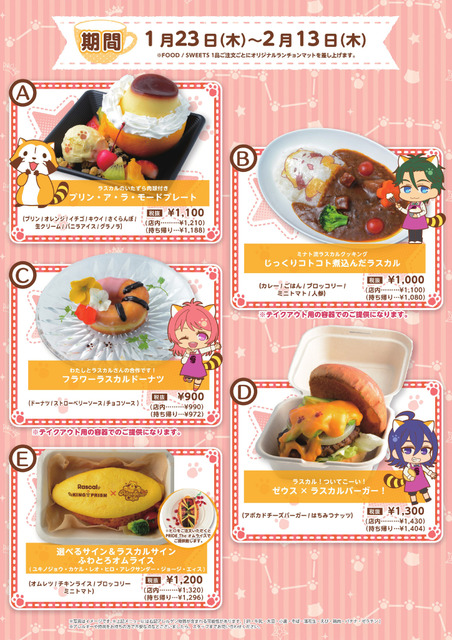 期間
1月23日(木)～2月13日(木)
※FOOD / SWEETS 1品ご注文ごとにオリジナルランチョンマットを差し上げます。
A
ラスカルのいたずら肉球付き
プリン・ア・ラ・モードプレート
(プリン/オレンジ/イチゴ/キウイ/さくらんぼ/
生クリーム/バニラアイス/グラノラ)
税抜 ¥1,100
(店内………¥1,210)
(持ち帰り…¥1,188)
B
ミナト流ラスカルクッキング
じっくりコトコト煮込んだラスカル
(カレー/ごはん/ブロッコリー/
ミニトマト/人参)
税抜 ¥1,000
(店内………¥1,100)
(持ち帰り…¥1,080)
※テイクアウト用の容器でのご提供になります。
C
わたしとラスカルさんの合作です!
フラワーラスカルドーナツ
(ドーナツ/ストローベリーソース/チョコソース)
税抜 ¥900
(店内………¥990)
(持ち帰り…¥972)
※テイクアウト用の容器でのご提供になります。
D
ラスカル!ついてこーい!
ゼウス×ラスカルバーガー!
(アボカドチーズバーガー/はちみつナッツ)
税抜 ¥1,300
(店内………¥1,430)
(持ち帰り…¥1,404)
E
Rascal
KING OF PRISM
×
選べるサイン&ラスカルサイン
ふわとろオムライス
(ユキノジョウ・カケル・レオ・ヒロ・アレクサンダー・ジョージ・エィス)
(オムレツ/チキンライス/ブロッコリー
ミニトマト)
税抜 ¥1,200
(店内………¥1,320)
(持ち帰り…¥1,296)